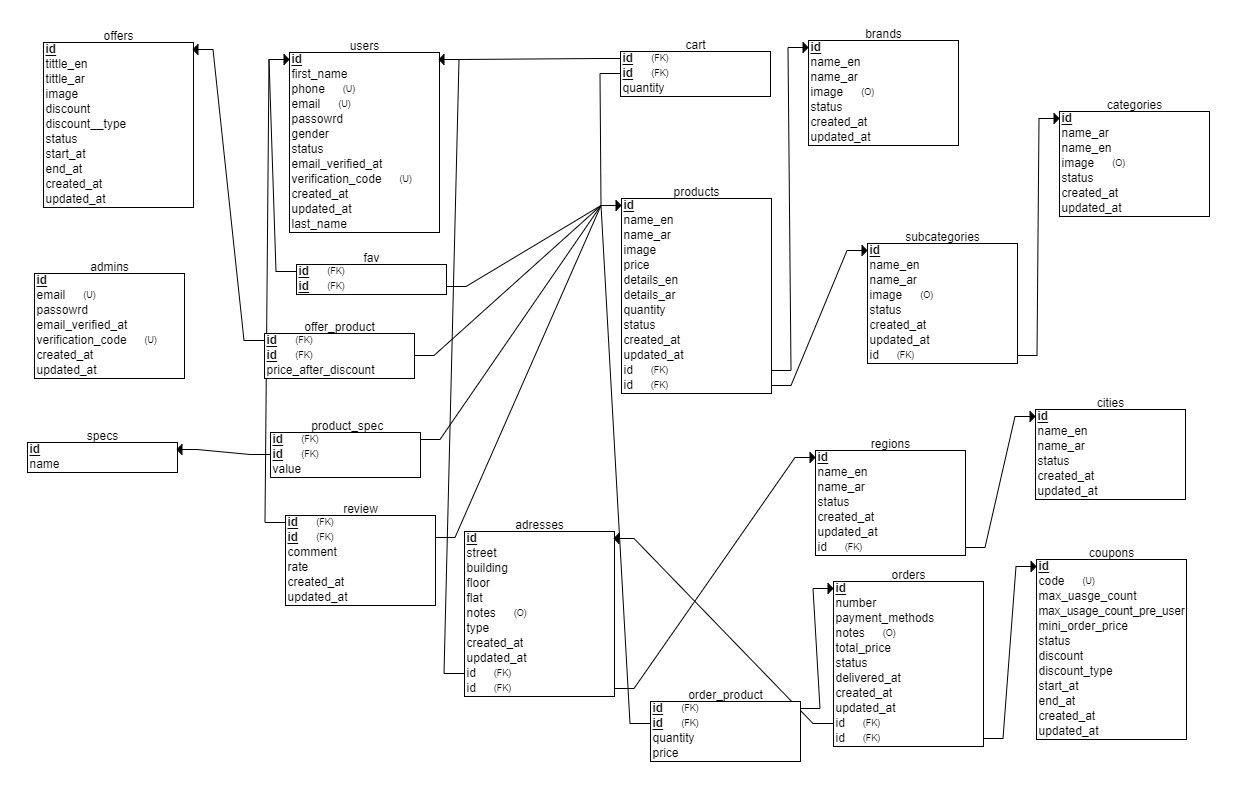 offers
id
tittle_en
tittle_ar
image
discount
discount__type
status
start_at
end_at
created_at
updated_at
users
id
first_name
phone (U)
email (U)
passowrd
gender
status
email_verified_at
verification_code (U)
created_at
updated_at
last_name
cart
id (FK)
id (FK)
quantity
brands
id
name_en
name_ar
image (O)
status
created_at
updated_at
categories
id
name_ar
name_en
image (O)
status
created_at
updated_at
products
id
name_en
name_ar
image
price
details_en
details_ar
quantity
status
created_at
updated_at
id (FK)
id (FK)
subcategories
id
name_en
name_ar
image (O)
status
created_at
updated_at
id (FK)
fav
id (FK)
id (FK)
admins
id
email (U)
passowrd
email_verified_at
verification_code (U)
created_at
updated_at
offer_product
id (FK)
id (FK)
price_after_discount
product_spec
id (FK)
id (FK)
value
specs
id
name
cities
id
name_en
name_ar
status
created_at
updated_at
regions
id
name_en
name_ar
status
created_at
updated_at
id (FK)
review
id (FK)
id (FK)
comment
rate
created_at
updated_at
adresses
id
street
building
floor
flat
notes (O)
type
created_at
updated_at
id (FK)
id (FK)
coupons
id
code (U)
max_uasge_count
max_usage_count_pre_user
mini_order_price
status
discount
discount_type
start_at
end_at
created_at
updated_at
orders
id
number
payment_methods
notes (O)
total_price
status
delivered_at
created_at
updated_at
id (FK)
id (FK)
order_product
id (FK)
id (FK)
quantity
price